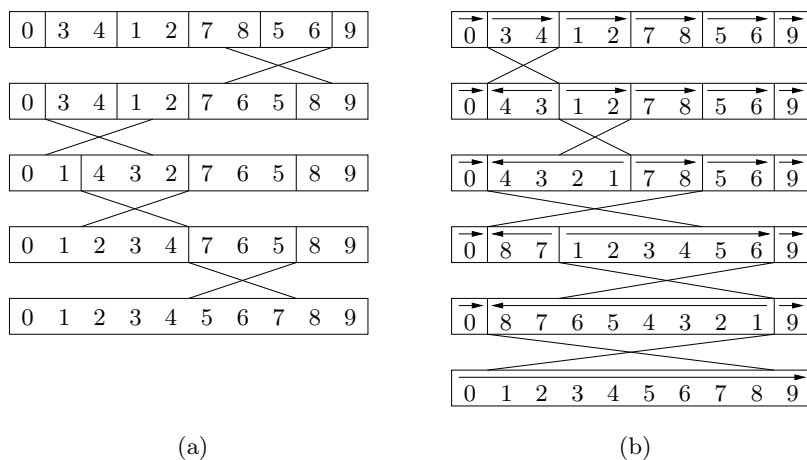 0 3 4 1 2 7 8 5 6 9
0 3 4 1 2 7 6 5 8 9
0 1 4 3 2 7 6 5 8 9
0 1 2 3 4 7 6 5 8 9
0 1 2 3 4 5 6 7 8 9
(a)
0 3 4 1 2 7 8 5 6 9
0 4 3 1 2 7 8 5 6 9
0 4 3 2 1 7 8 5 6 9
0 8 7 1 2 3 4 5 6 9
0 8 7 6 5 4 3 2 1 9
0 1 2 3 4 5 6 7 8 9
(b)